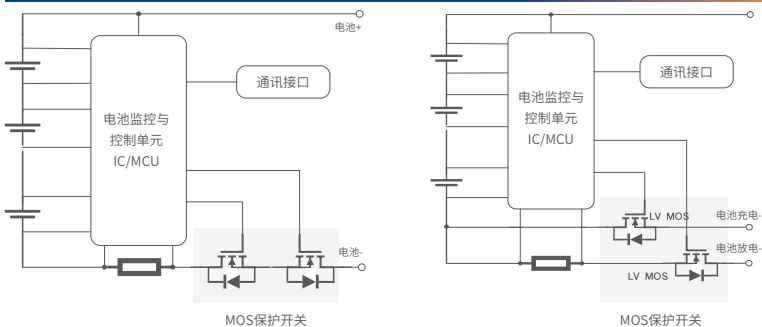 电池+
通讯接口
电池监控与
控制单元
IC/MCU
电池-
MOS保护开关
通讯接口
电池监控与
控制单元
IC/MCU
LV MOS
电池充电-
电池放电-
LV MOS
MOS保护开关